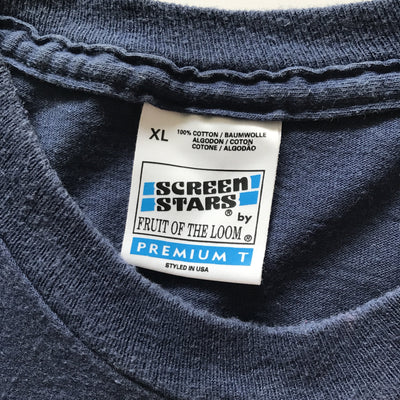 XL
100% COTTON / BAUMWOLLE
ALGODON / COTON
COTONE / ALGODÃO
SCREEN
STARS®
by
FRUIT OF THE LOOM®
PREMIUM T
STYLED IN USA